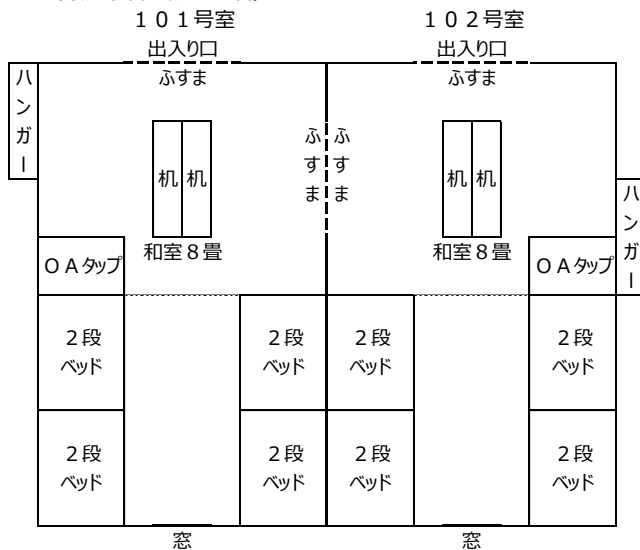 101号室
102号室
出入り口
出入り口
ふすま
ふすま
ハンガー
ふすま
ふすま
机
机
机
机
ハンガー
和室8畳
和室8畳
OAタップ
OAタップ
2段
ベッド
2段
ベッド
2段
ベッド
2段
ベッド
2段
ベッド
2段
ベッド
2段
ベッド
2段
ベッド
窓
窓